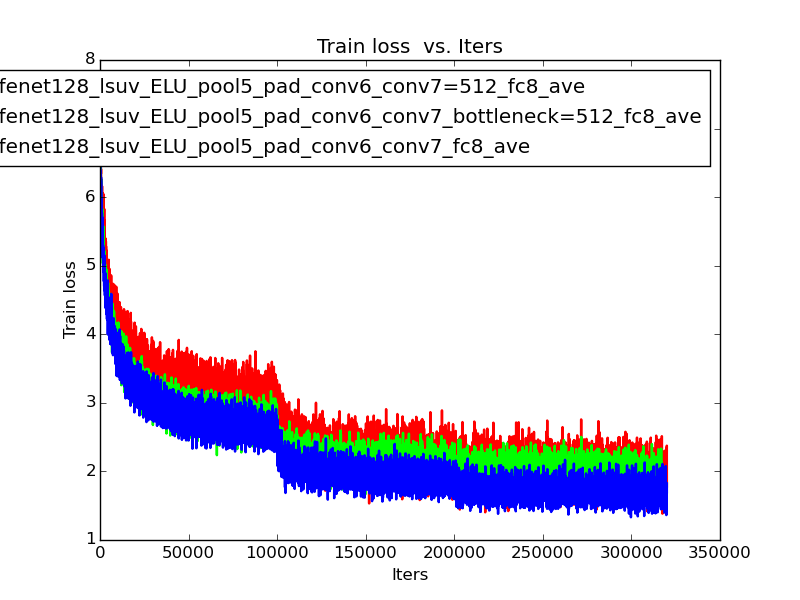 Train loss  vs. Iters
8
fenet128_lsuv_ELU_pool5_pad_conv6_conv7=512_fc8_ave
fenet128_lsuv_ELU_pool5_pad_conv6_conv7_bottleneck=512_fc8_ave
fenet128_lsuv_ELU_pool5_pad_conv6_conv7_fc8_ave
6
5
4
3
2
1
Train loss
0 50000 100000 150000 200000 250000 300000 350000
Iters